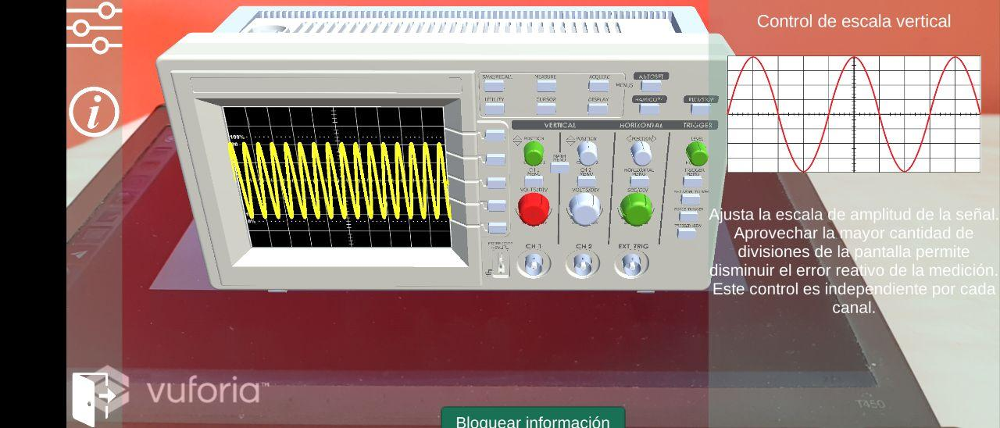 Control de escala vertical
SAVE/RECALL MEASURE ACQUIRE AUTOSET
MENUS
UTILITY CURSOR DISPLAY HARDCOPY RUN/STOP
VERTICAL HORIZONTAL TRIGGER
POSITION POSITION POSITION LEVEL
100%
MATH MENU
CH 1 MENU CH 2 MENU HORIZONTAL MENU TRIGGER MENU
VOLTS/DIV VOLTS/DIV SEC/DIV
FORCE TRIGGER
TRIGGER VIEW
0%
CH 1 CH 2 EXT TRIG
Ajusta la escala de amplitud de la señal.
Aprovechar la mayor cantidad de
divisiones de la pantalla permite
disminuir el error reativo de la medición.
Este control es independiente por cada
canal.
vuforia™
T450
Bloquear información